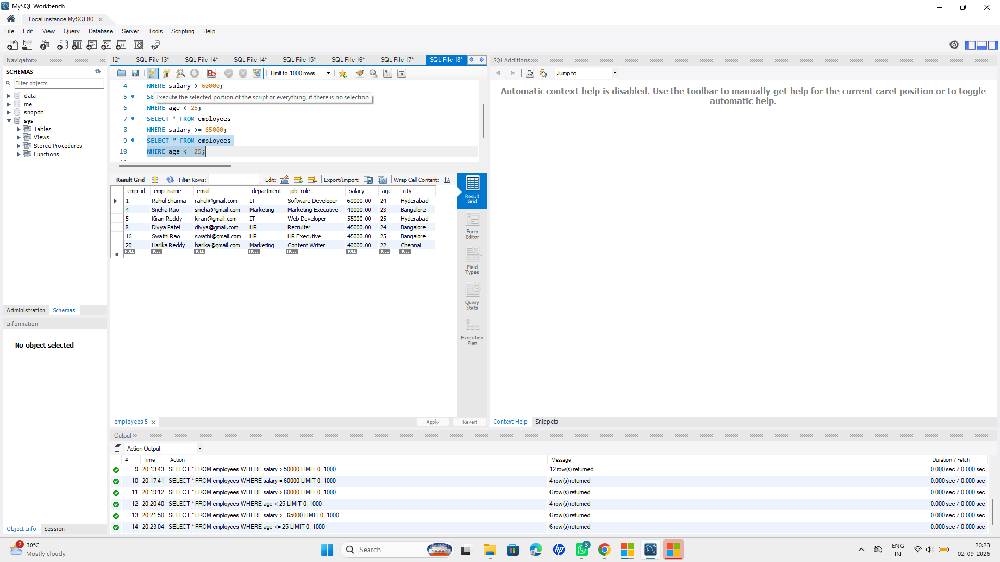 MySQL Workbench
Local instance MySQL80
File Edit View Query Database Server Tools Scripting Help
Navigator
SCHEMAS
Filter objects
data
me
shopdb
sys
Tables
Views
Stored Procedures
Functions
Administration Schemas
Information
No object selected
Object Info Session
12* SQL File 13* SQL File 14* SQL File 14* SQL File 15* SQL File 16* SQL File 17* SQL File 18*
Limit to 1000 rows
4 WHERE salary > 60000;
5 SE
Execute the selected portion of the script or everything, if there is no selection
6 WHERE age < 25;
7 SELECT * FROM employees
8 WHERE salary >= 65000;
9 SELECT * FROM employees
10 WHERE age <= 25;
Result Grid Filter Rows: Edit: Export/Import: Wrap Cell Content:
emp_id emp_name email department job_role salary age city
1 Rahul Sharma rahul@gmail.com IT Software Developer 60000.00 24 Hyderabad
4 Sneha Rao sneha@gmail.com Marketing Marketing Executive 40000.00 23 Bangalore
5 Kiran Reddy kiran@gmail.com IT Web Developer 55000.00 25 Hyderabad
8 Divya Patel divya@gmail.com HR Recruiter 45000.00 24 Bangalore
16 Swathi Rao swathi@gmail.com HR HR Executive 45000.00 25 Bangalore
20 Harika Reddy harika@gmail.com Marketing Content Writer 40000.00 22 Chennai
NULL NULL NULL NULL NULL NULL NULL NULL
Result
Grid
Form
Editor
Field
Types
Query
Stats
Execution
Plan
employees 5 Apply Revert
SQLAdditions
Jump to
Automatic context help is disabled. Use the toolbar to manually get help for the current caret position or to toggle
automatic help.
Context Help Snippets
Output
Action Output
# Time Action Message Duration / Fetch
9 20:13:43 SELECT * FROM employees WHERE salary > 50000 LIMIT 0, 1000 12 row(s) returned 0.000 sec / 0.000 sec
10 20:17:41 SELECT * FROM employees WHERE salary = 60000 LIMIT 0, 1000 4 row(s) returned 0.000 sec / 0.000 sec
11 20:19:12 SELECT * FROM employees WHERE salary > 60000 LIMIT 0, 1000 6 row(s) returned 0.000 sec / 0.000 sec
12 20:20:40 SELECT * FROM employees WHERE age < 25 LIMIT 0, 1000 4 row(s) returned 0.000 sec / 0.000 sec
13 20:21:50 SELECT * FROM employees WHERE salary >= 65000 LIMIT 0, 1000 6 row(s) returned 0.000 sec / 0.000 sec
14 20:23:04 SELECT * FROM employees WHERE age <= 25 LIMIT 0, 1000 6 row(s) returned 0.000 sec / 0.000 sec
2
30°C
Mostly cloudy
Search
hp
3
ENG
IN
20:23
02-09-2026